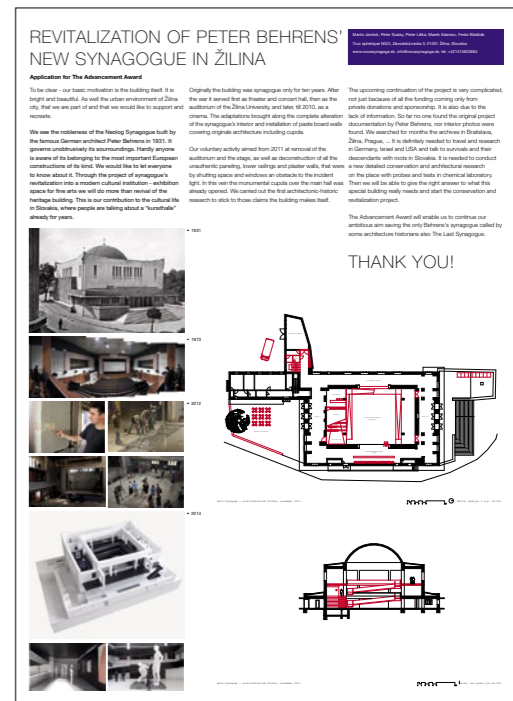 REVITALIZATION OF PETER BEHRENS’
NEW SYNAGOGUE IN ŽILINA
Application for The Advancement Award
To be clear - our basic motivation is the building itself. It is
bright and beautiful. As well the urban environment of Žilina
city, that we are part of and that we would like to support and
recreate.
We see the nobleness of the Neolog Synagogue built by
the famous German architect Peter Behrens in 1931. It
governs unobtrusively its sourroundings. Hardly anyone
is aware of its belonging to the most important European
constructions of its kind. We would like to let everyone
to know about it. Through the project of synagogue's
revitalization into a modern cultural institution - exhibition
space for fine arts we will do more than revival of the
heritage building. This is our contribution to the cultural life
in Slovakia, where people are talking about a "kunsthalle"
already for years.
Originally the building was synagogue only for ten years. After
the war it served first as theater and concert hall, then as the
auditorium of the Žilina University, and later, till 2010, as a
cinema. The adaptations brought along the complete alteration
of the synagogue's interior and installation of paste board walls
covering originals architecture including cupola.
Our voluntary activity aimed from 2011 at removal of the
auditorium and the stage, as well as deconstruction of all the
unauthentic paneling, lower ceilings and plaster walls, that were
by shutting space and windows an obstacle to the incident
light. In this vein the monumental cupola over the main hall was
already opened. We carried out the first architectonic-historic
research to stick to those claims the building makes itself.
Marek Adamov,
Truc sphérique NGO, Závodská cesta 3, 01001 Žilina, Slovakia
www.novasynagoga.sk, info@novasynagoga.sk
The upcoming continuation of the project is very complicated,
not just because of all the funding coming only from
private donations and sponsorship. It is also due to the
lack of information. So far no one found the original project
documentation by Peter Behrens, nor interior photos were
found. We searched for months the archives in Bratislava,
Žilina, Prague, ... It is definitely needed to travel and research
in Germany, Israel and USA and talk to survivals and their
descendants with roots in Slovakia. It is needed to conduct
a new detailed conservation and architectural research
on the place with probes and tests in chemical laboratory.
Then we will be able to give the right answer to what this
special building really needs and start the conservation and
revitalization project.
The Advancement Award will enable us to continue our
ambitious aim saving the only Behrens's synagogue called by
some architecture historians also The Last Synagogue.
THANK YOU!
1931
1973
2012
2014